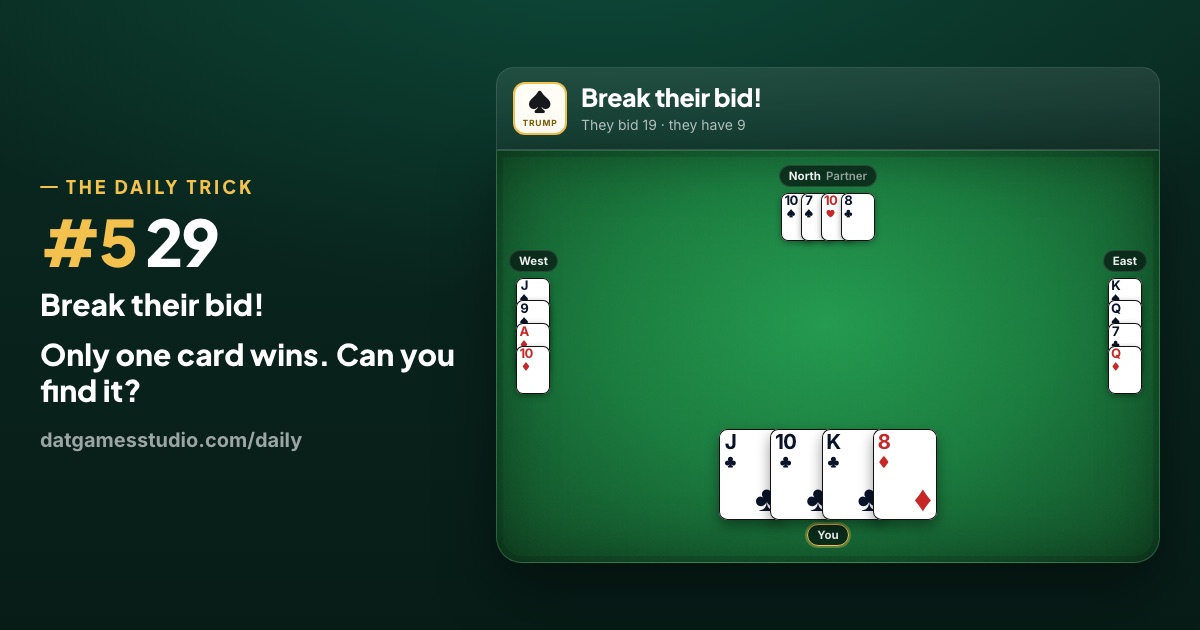 — THE DAILY TRICK
#529
Break their bid!
Only one card wins. Can you
find it?
datgamesstudio.com/daily
TRUMP
Break their bid!
They bid 19 · they have 9
North Partner
10 7 10 8
West
J
9
A
10
East
K
Q
7
Q
J 10 K 8
You